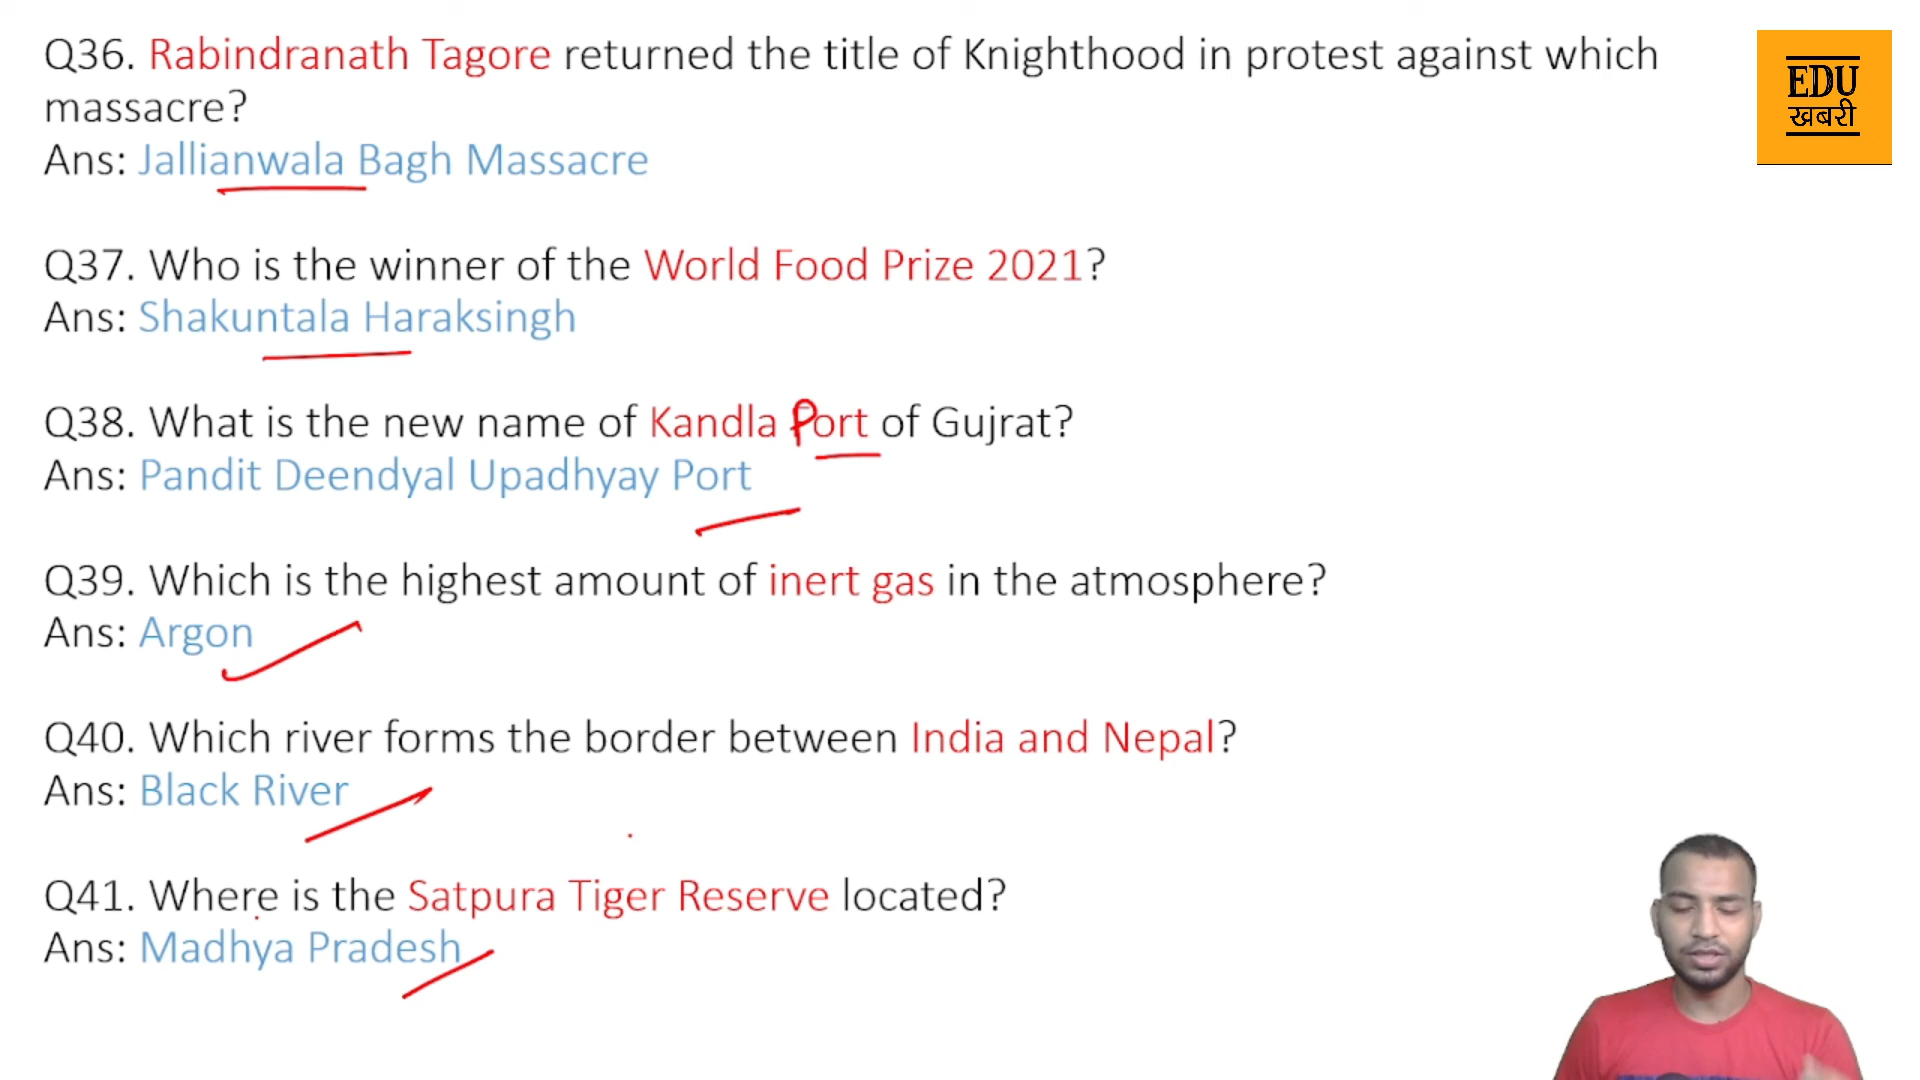 Q36. Rabindranath Tagore returned the title of Knighthood in protest against which
massacre?
Ans: Jallianwala Bagh Massacre
EDU
खबरी
Q37. Who is the winner of the World Food Prize 2021?
Ans: Shakuntala Haraksingh
Q38. What is the new name of Kandla Port of Gujrat?
Ans: Pandit Deendyal Upadhyay Port
Q39. Which is the highest amount of inert gas in the atmosphere?
Ans: Argon
Q40. Which river forms the border between India and Nepal?
Ans: Black River
Q41. Where is the Satpura Tiger Reserve located?
Ans: Madhya Pradesh